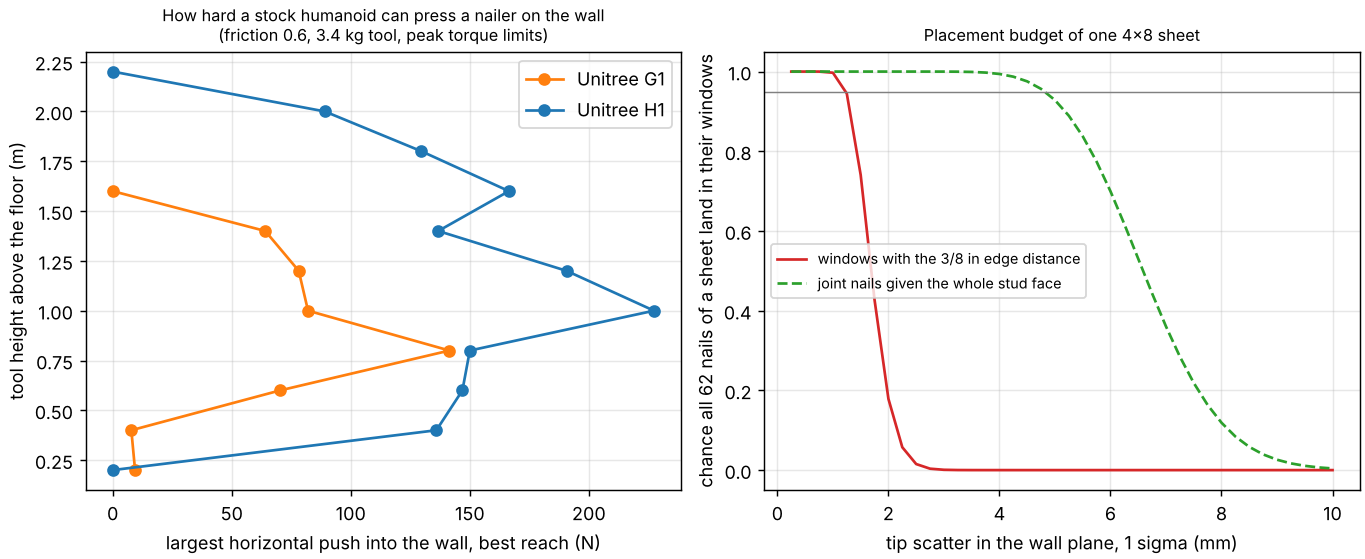 How hard a stock humanoid can press a nailer on the wall
(friction 0.6, 3.4 kg tool, peak torque limits)
Unitree G1
Unitree H1
tool height above the floor (m)
2.25
2.00
1.75
1.50
1.25
1.00
0.75
0.50
0.25
0
50
100
150
200
largest horizontal push into the wall, best reach (N)
Placement budget of one 4×8 sheet
chance all 62 nails of a sheet land in their windows
1.0
0.8
0.6
0.4
0.2
0.0
windows with the 3/8 in edge distance
joint nails given the whole stud face
0
2
4
6
8
10
tip scatter in the wall plane, 1 sigma (mm)